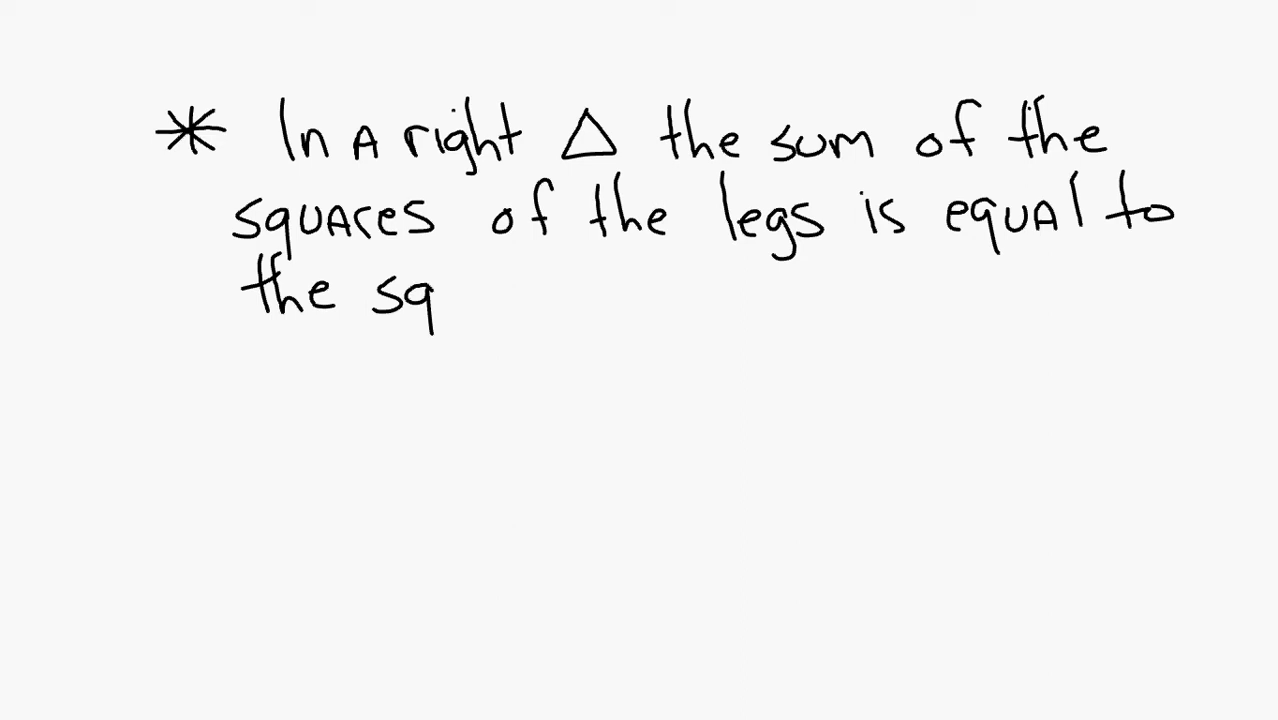 * In a right △ the sum of the
squares of the legs is equal to
the sq